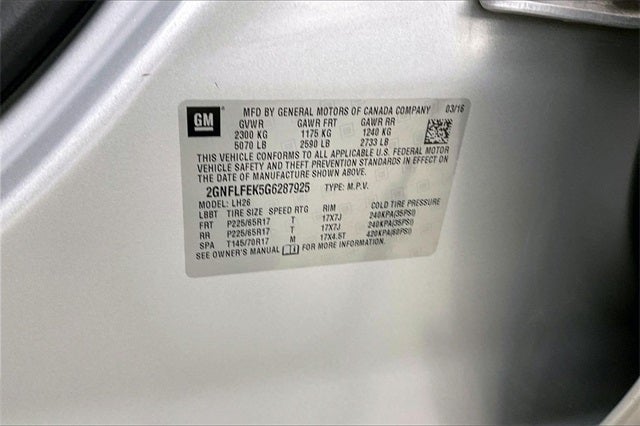 GM
MFD BY GENERAL MOTORS OF CANADA COMPANY 03/16
GVWR GAWR FRT GAWR RR
2300 KG 1175 KG 1240 KG
5070 LB 2590 LB 2733 LB
THIS VEHICLE CONFORMS TO ALL APPLICABLE U.S. FEDERAL MOTOR
VEHICLE SAFETY AND THEFT PREVENTION STANDARDS IN EFFECT ON
THE DATE OF MANUFACTURE SHOWN ABOVE.
2GNFLFEK5G6287925 TYPE: M.P.V.
MODEL: LH26
LBBT TIRE SIZE SPEED RTG RIM COLD TIRE PRESSURE
FRT P225/65R17 T 17X7J 240KPA(35PSI)
RR P225/65R17 T 17X7J 240KPA(35PSI)
SPA T145/70R17 M 17X4.5T 420KPA(60PSI)
SEE OWNER'S MANUAL FOR MORE INFORMATION.